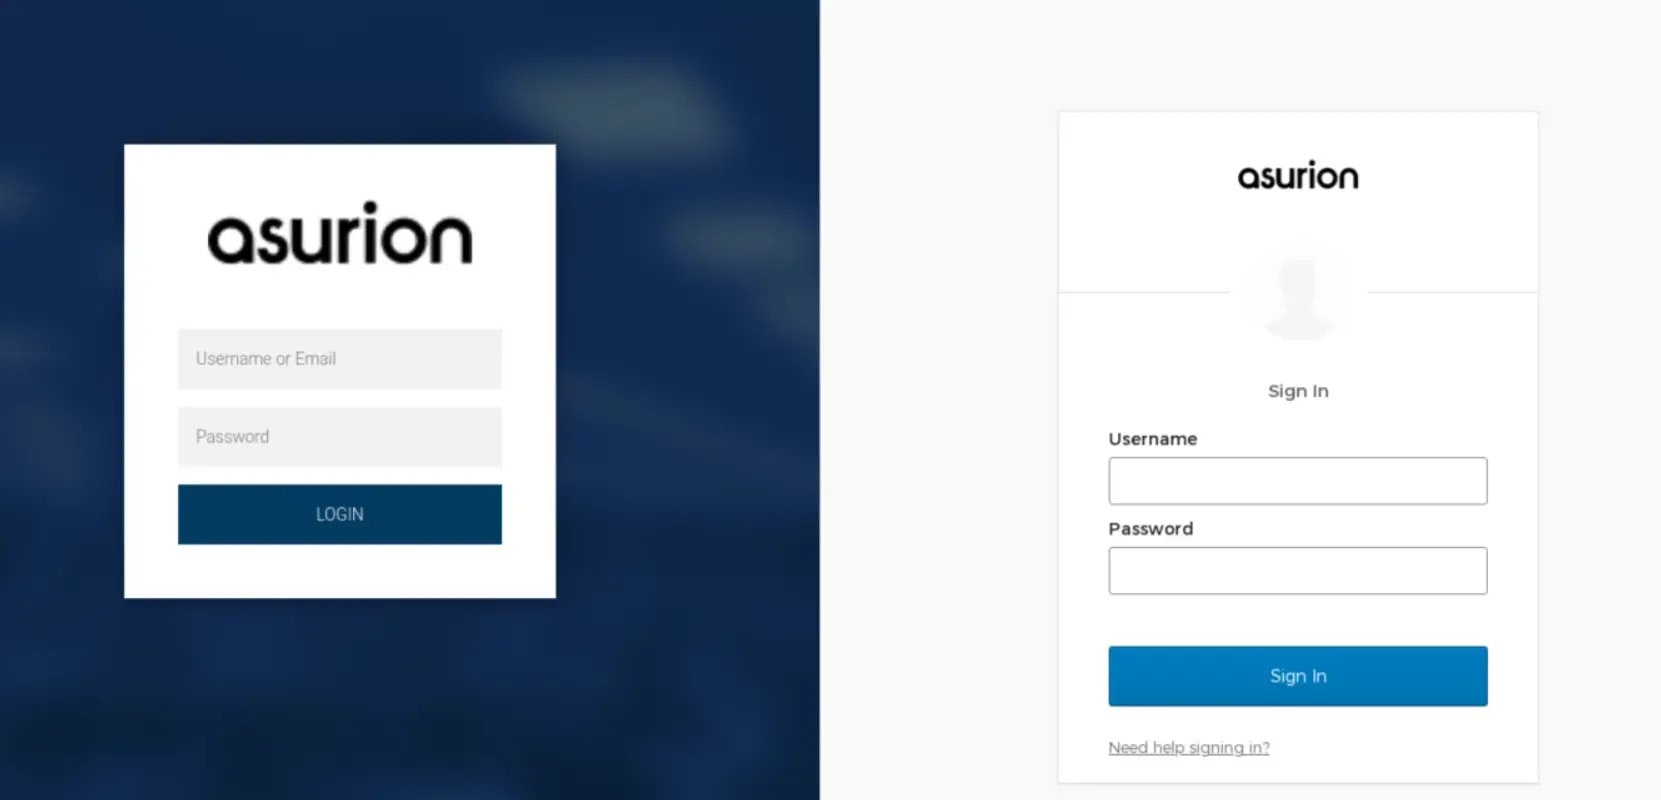 asurion
Username or Email
Password
LOGIN
asurion
Sign In
Username
Password
Sign In
Need help signing in?